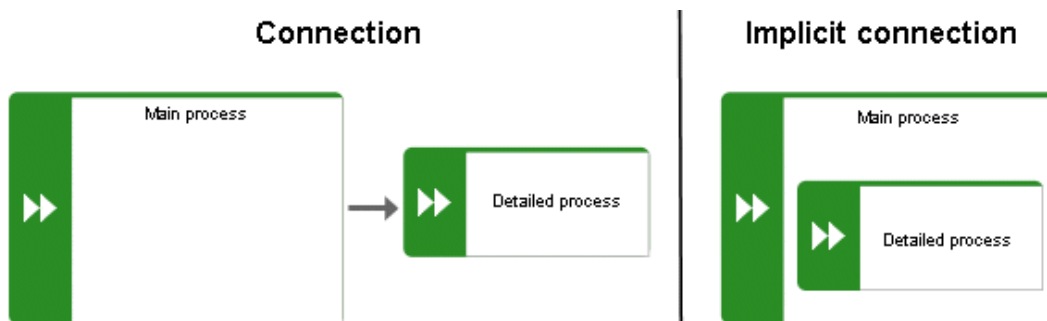 Connection
Main process
Detailed process
Implicit connection
Main process
Detailed process